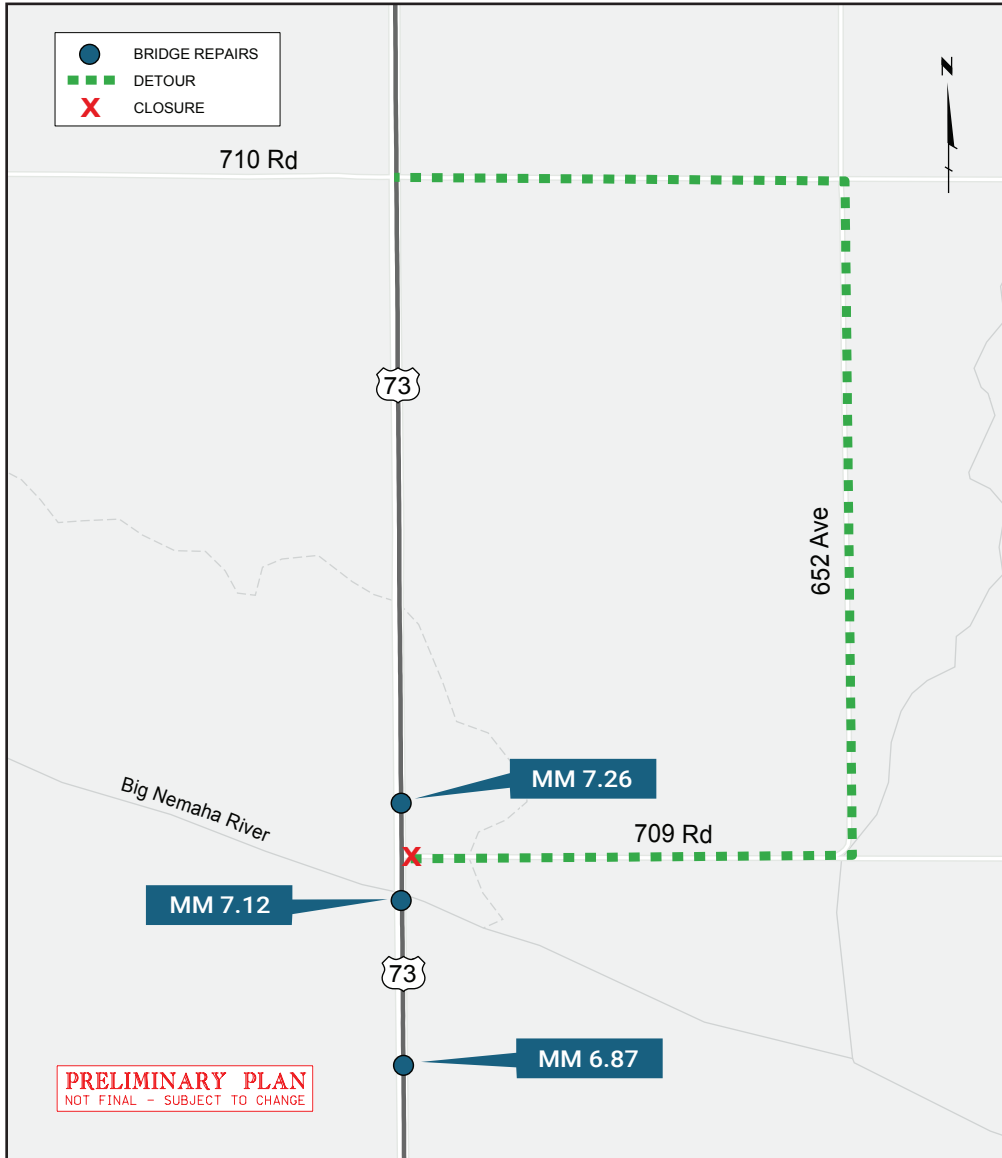 BRIDGE REPAIRS
DETOUR
X CLOSURE
N
710 Rd
73
652 Ave
MM 7.26
Big Nemaha River
709 Rd
X
MM 7.12
73
MM 6.87
PRELIMINARY PLAN
NOT FINAL - SUBJECT TO CHANGE